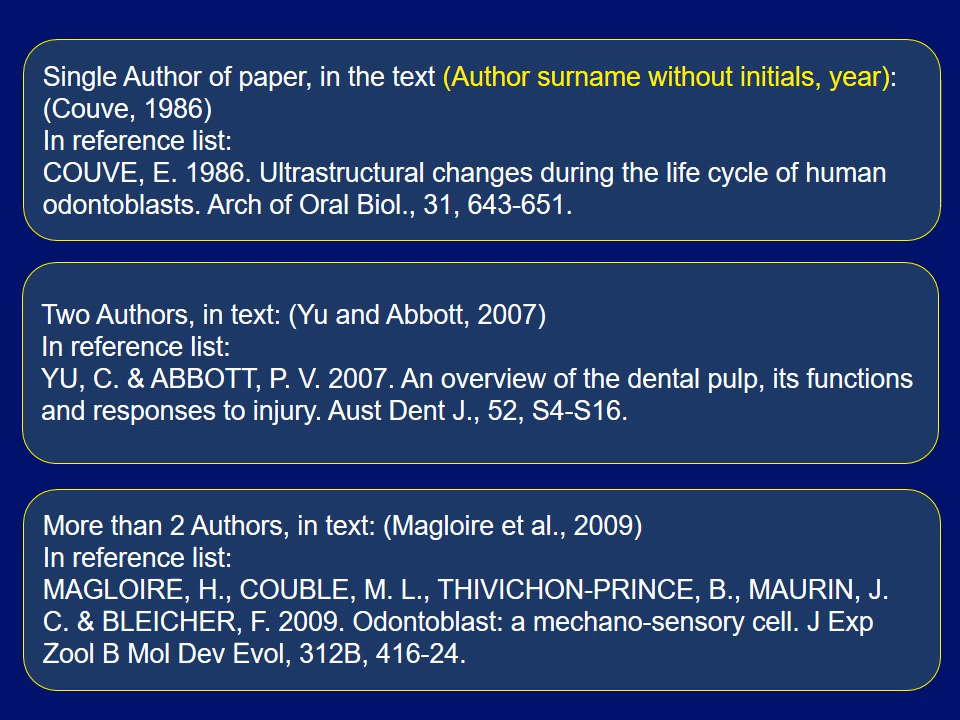 Single Author of paper, in the text (Author surname without initials, year):
(Couve, 1986)
In reference list:
COUVE, E. 1986. Ultrastructural changes during the life cycle of human
odontoblasts. Arch of Oral Biol., 31, 643-651.
Two Authors, in text: (Yu and Abbott, 2007)
In reference list:
YU, C. & ABBOTT, P. V. 2007. An overview of the dental pulp, its functions
and responses to injury. Aust Dent J., 52, S4-S16.
More than 2 Authors, in text: (Magloire et al., 2009)
In reference list:
MAGLOIRE, H., COUBLE, M. L., THIVICHON-PRINCE, B., MAURIN, J.
C. & BLEICHER, F. 2009. Odontoblast: a mechano-sensory cell. J Exp
Zool B Mol Dev Evol, 312B, 416-24.